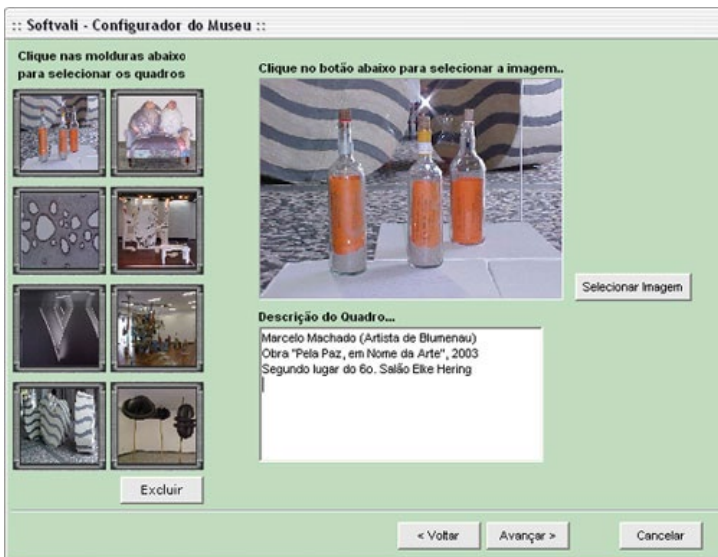 :: Softvali - Configurador do Museu ::
Clique nas molduras abaixo
para selecionar os quadros
Clique no botão abaixo para selecionar a imagem..
Selecionar Imagem
Descrição do Quadro...
Marcelo Machado (Artista de Blumenau)
Obra "Pela Paz, em Nome da Arte", 2003
Segundo lugar do 6o. Salão Elke Hering
Excluir
< Voltar
Avançar >
Cancelar